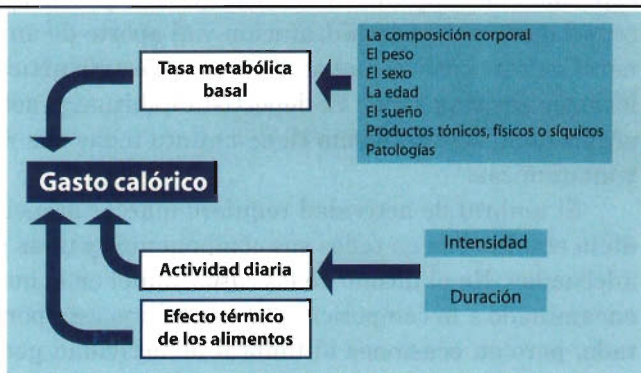 Tasa metabólica
basal
La composición corporal
El peso
El sexo
La edad
El sueño
Productos tónicos, físicos o síquicos
Patologías
Gasto calórico
Actividad diaria
Intensidad
Duración
Efecto térmico
de los alimentos